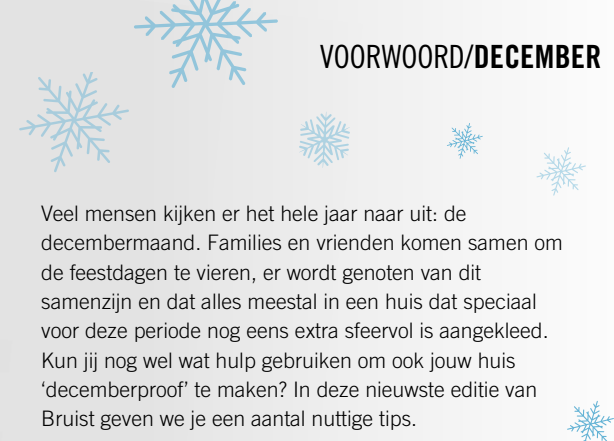 VOORWOORD/DECEMBER
Veel mensen kijken er het hele jaar naar uit: de
decembermaand. Families en vrienden komen samen om
de feestdagen te vieren, er wordt genoten van dit
samenzijn en dat alles meestal in een huis dat speciaal
voor deze periode nog eens extra sfeervol is aangekleed.
Kun jij nog wel wat hulp gebruiken om ook jouw huis
‘decemberproof’ te maken? In deze nieuwste editie van
Bruist geven we je een aantal nuttige tips.